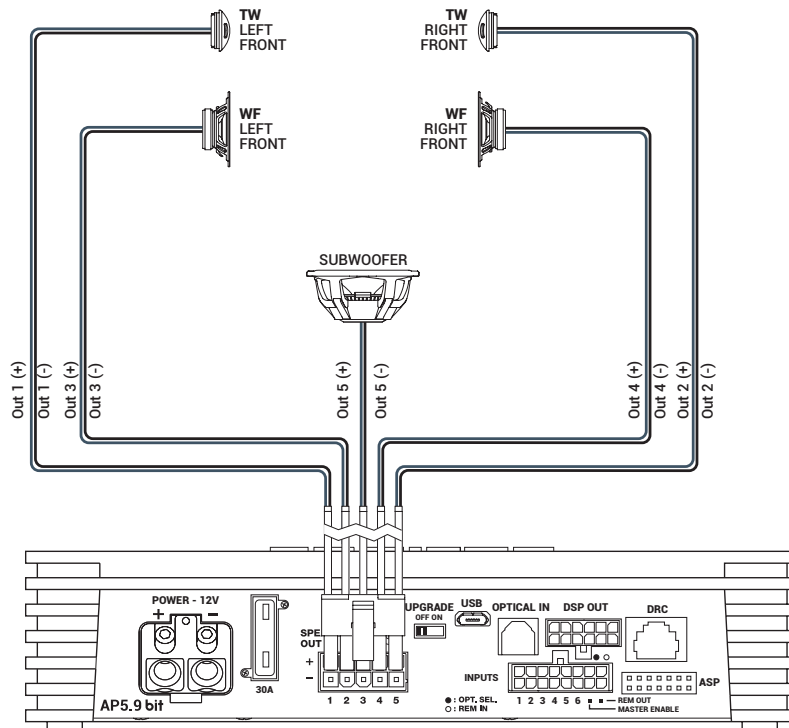 TW
LEFT
FRONT
TW
RIGHT
FRONT
WF
LEFT
FRONT
WF
RIGHT
FRONT
SUBWOOFER
Out 1 (+)
Out 1 (-)
Out 3 (+)
Out 3 (-)
Out 5 (+)
Out 5 (-)
Out 4 (+)
Out 4 (-)
Out 2 (+)
Out 2 (-)
POWER - 12V
+ -
30A
SPE
OUT
+
-
1 2 3 4 5
UPGRADE
OFF ON
USB
OPTICAL IN
DSP OUT
DRC
INPUTS
ASP
● : OPT. SEL.
○ : REM IN
1 2 3 4 5 6
REM OUT
MASTER ENABLE
AP5.9 bit